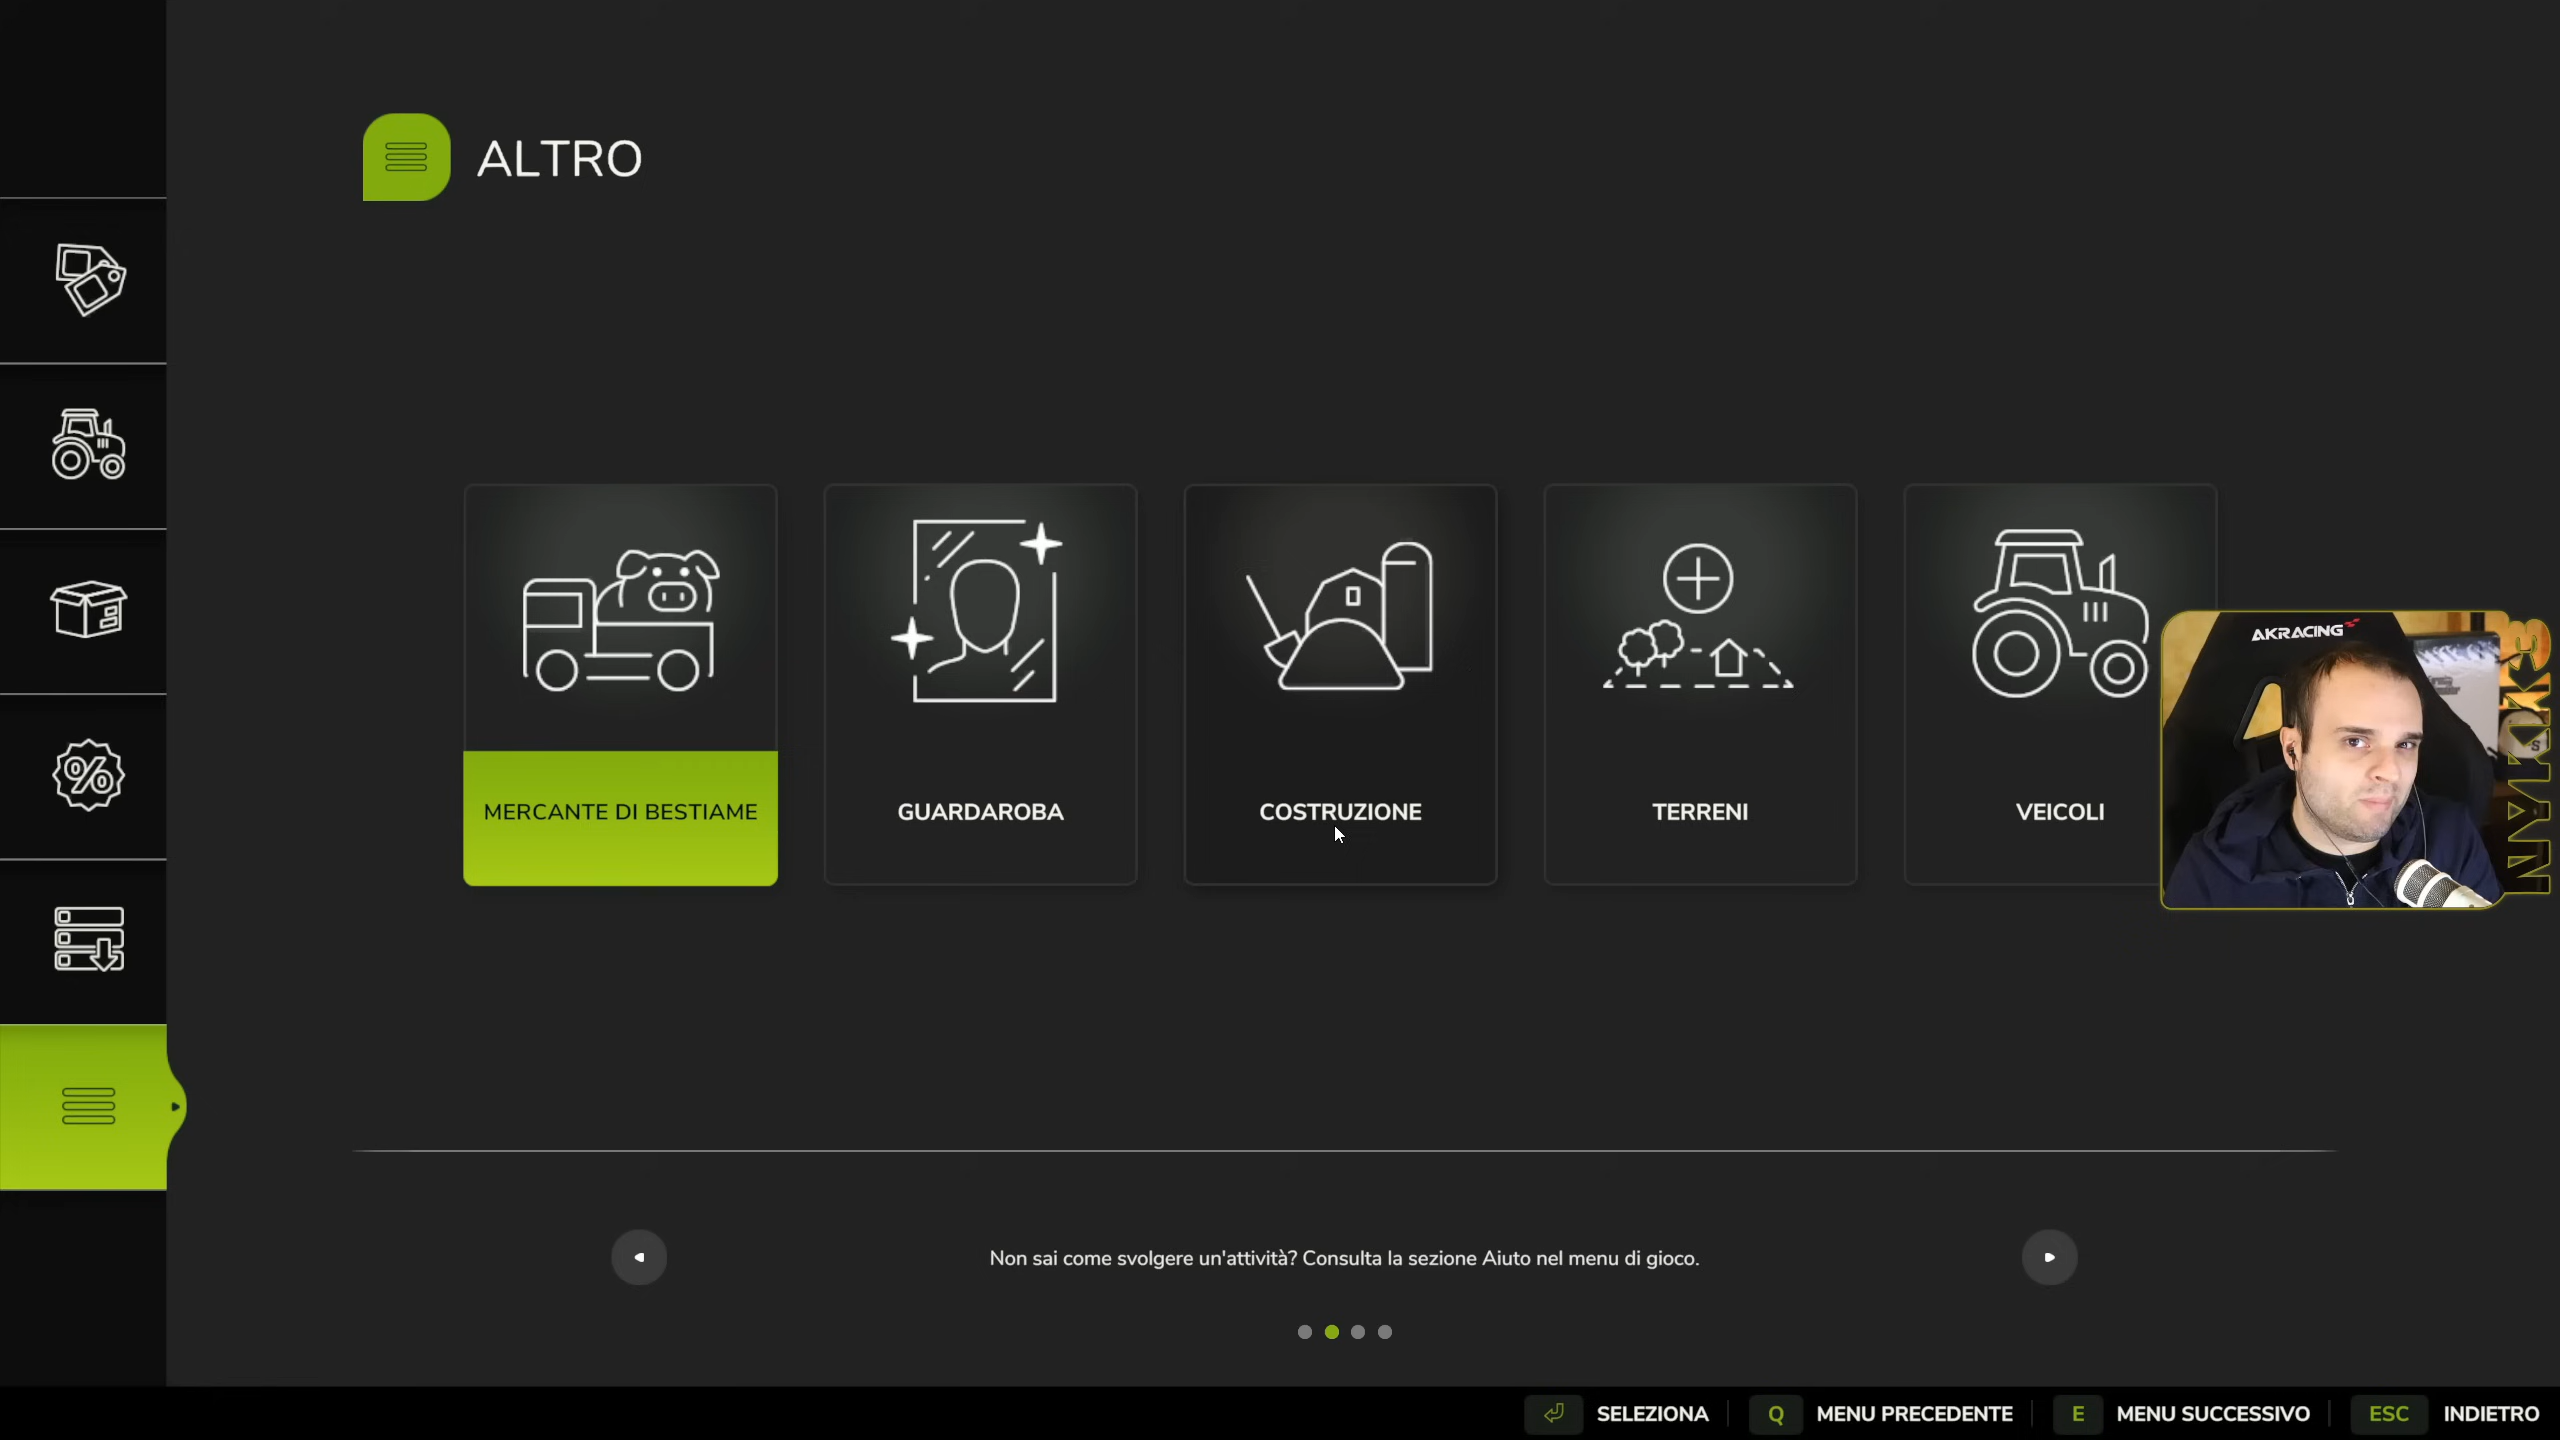 ALTRO
MERCANTE DI BESTIAME
GUARDAROBA
COSTRUZIONE
TERRENI
VEICOLI
AKRACING
Non sai come svolgere un'attività? Consulta la sezione Aiuto nel menu di gioco.
SELEZIONA
Q MENU PRECEDENTE
E MENU SUCCESSIVO
ESC INDIETRO